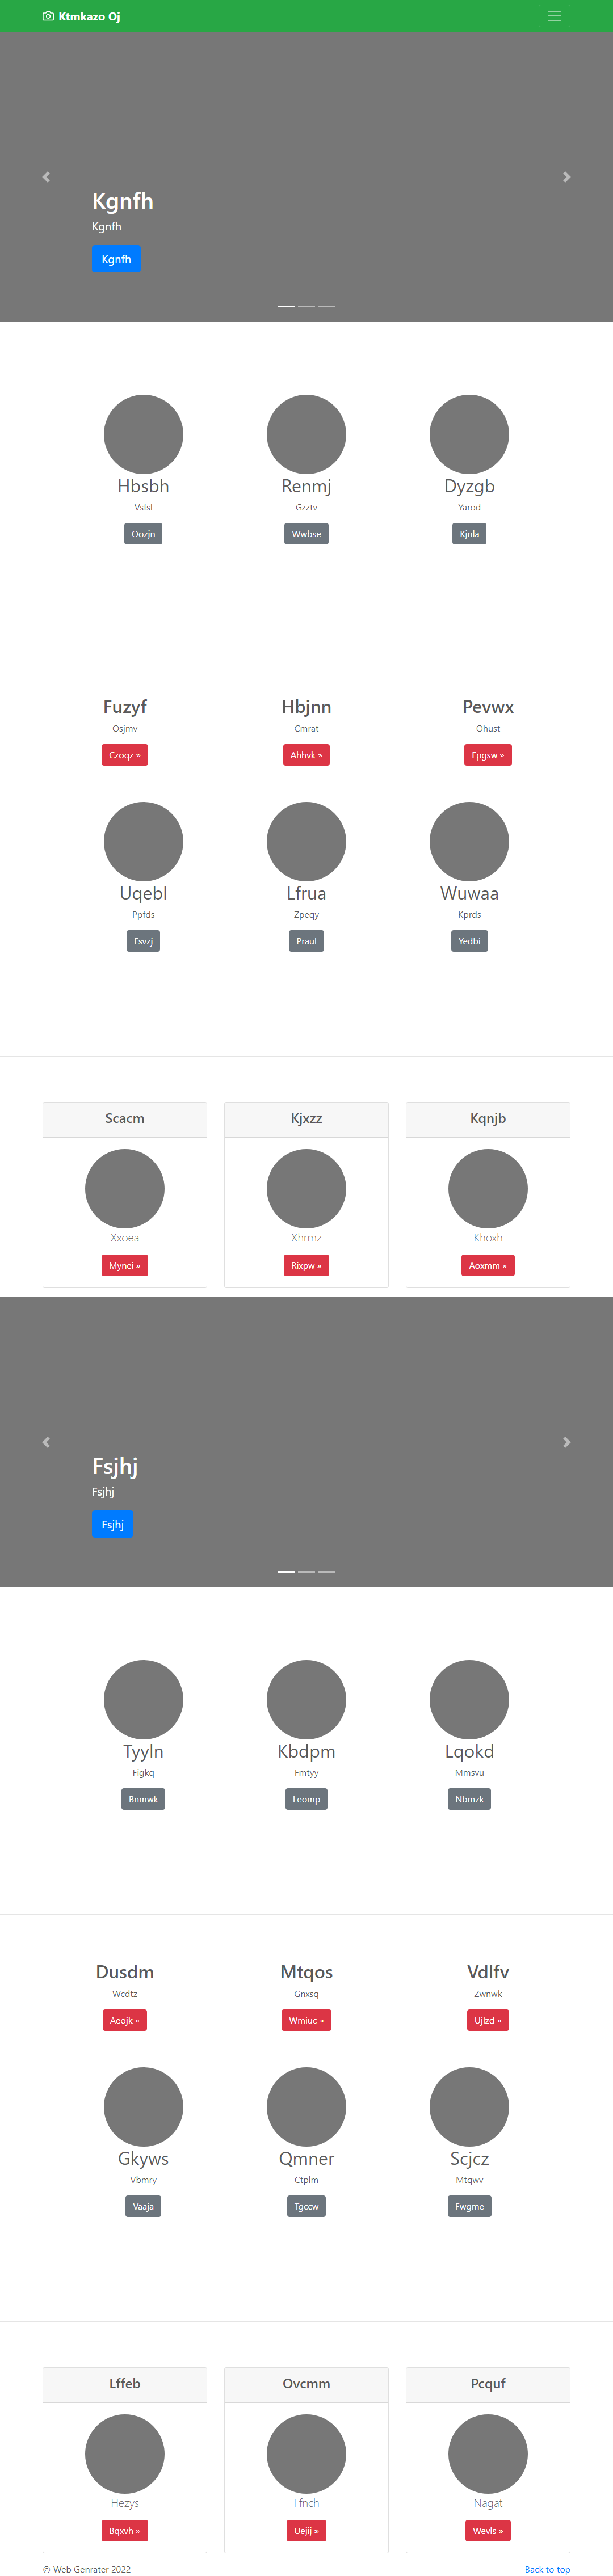 Ktmkazo Oj
Kgnfh
Kgnfh
Kgnfh
Hbsbh Renmj Dyzgb
Vsfsl Gzztv Yarod
Oozjn Wwbse Kjnla
Fuzyf Hbjnn Pevwx
Osjmv Cmrat Ohust
Czoqz » Ahhvk » Fpgsw »
Uqebl Lfrua Wuwaa
Ppfds Zpeqy Kprds
Fsvzj Praul Yedbi
Scacm Kjxzz Kqnjb
Xxoea Xhrmz Khoxh
Mynei » Rixpw » Aoxmm »
Fsjhj
Fsjhj
Fsjhj
Tyyln Kbdpm Lqokd
Figkq Fmtyy Mmsvu
Bnmwk Leomp Nbmzk
Dusdm Mtqos Vdlfv
Wcdtz Gnxsq Zwnwk
Aeojk » Wmiuc » Ujlzd »
Gkyws Qmner Scjcz
Vbmry Ctplm Mtqwv
Vaaja Tgccw Fwgme
Lffeb Ovcmm Pcquf
Hezys Ffnch Nagat
Bqxvh » Uejij » Wevls »
© Web Genrater 2022 Back to top